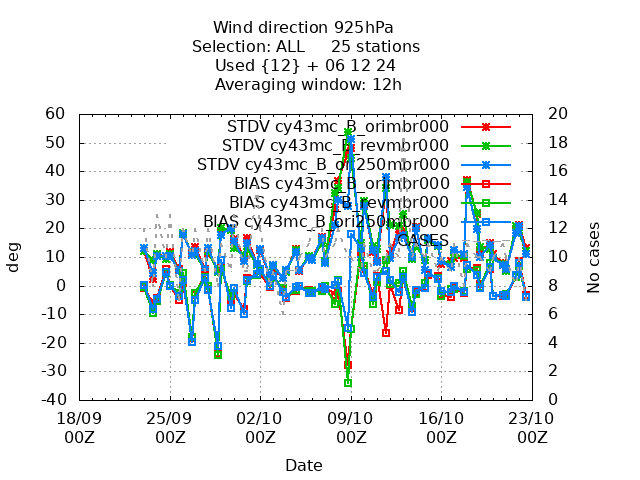 Wind direction 925hPa
Selection: ALL 25 stations
Used {12} + 06 12 24
Averaging window: 12h
STDV cy43mc_B_orimbr000
STDV cy43mc_B_revmbr000
STDV cy43mc_B_ori250mbr000
BIAS cy43mc_B_orimbr000
BIAS cy43mc_B_revmbr000
BIAS cy43mc_B_ori250mbr000
CASES
60
50
40
30
20
10
0
-10
-20
-30
-40
deg
20
18
16
14
12
10
8
6
4
2
0
No cases
18/09 25/09 02/10 09/10 16/10 23/10
00Z 00Z 00Z 00Z 00Z 00Z
Date